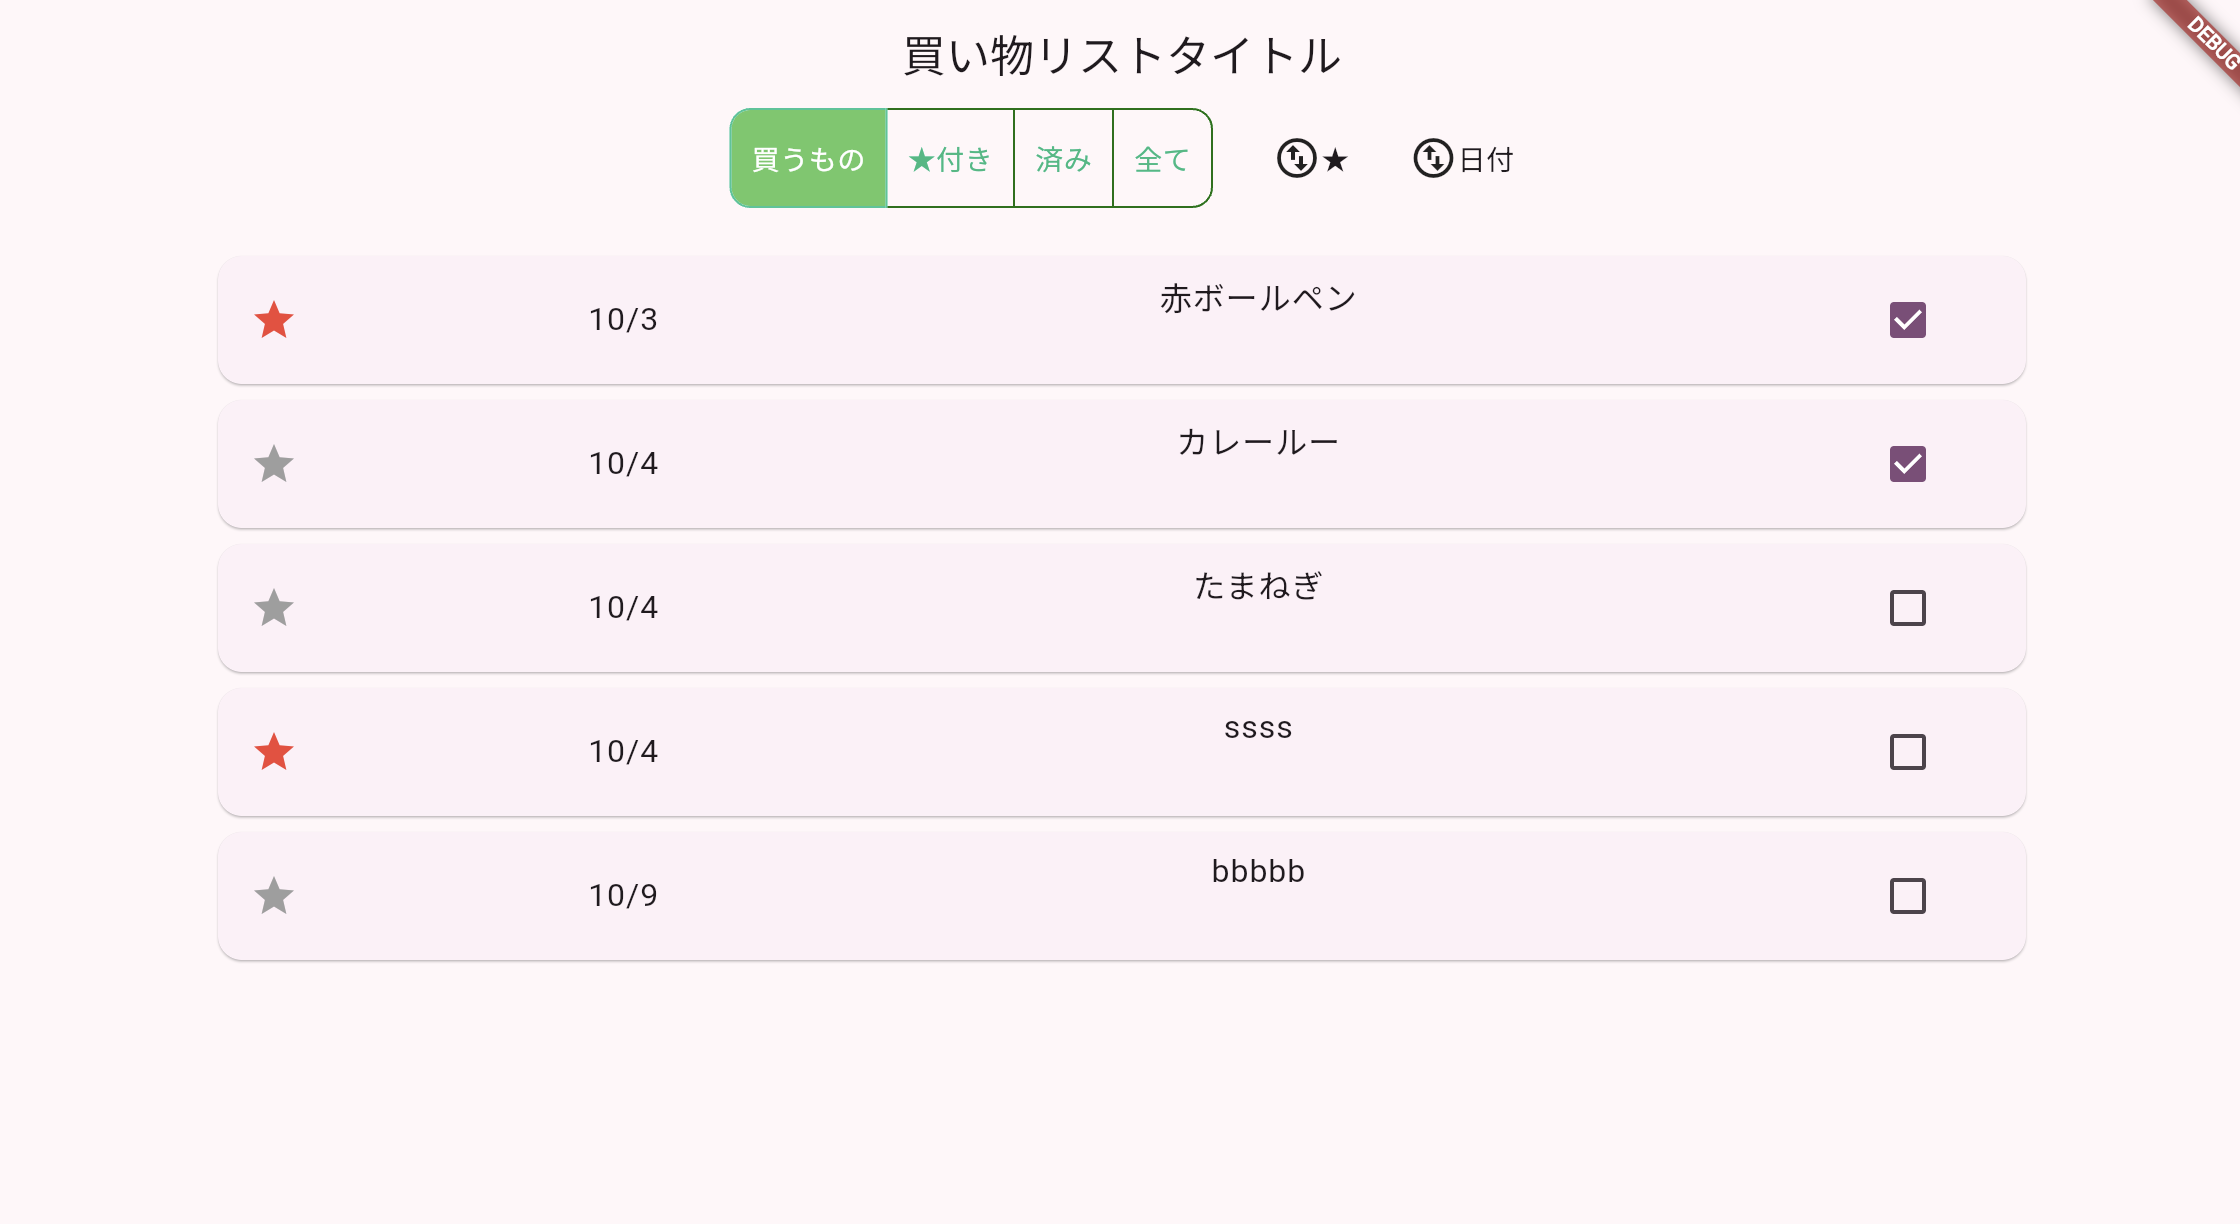 買い物リストタイトル
DEBUG
買うもの ★付き 済み 全て ★ 日付
10/3 赤ボールペン
10/4 カレールー
10/4 たまねぎ
10/4 ssss
10/9 bbbbb